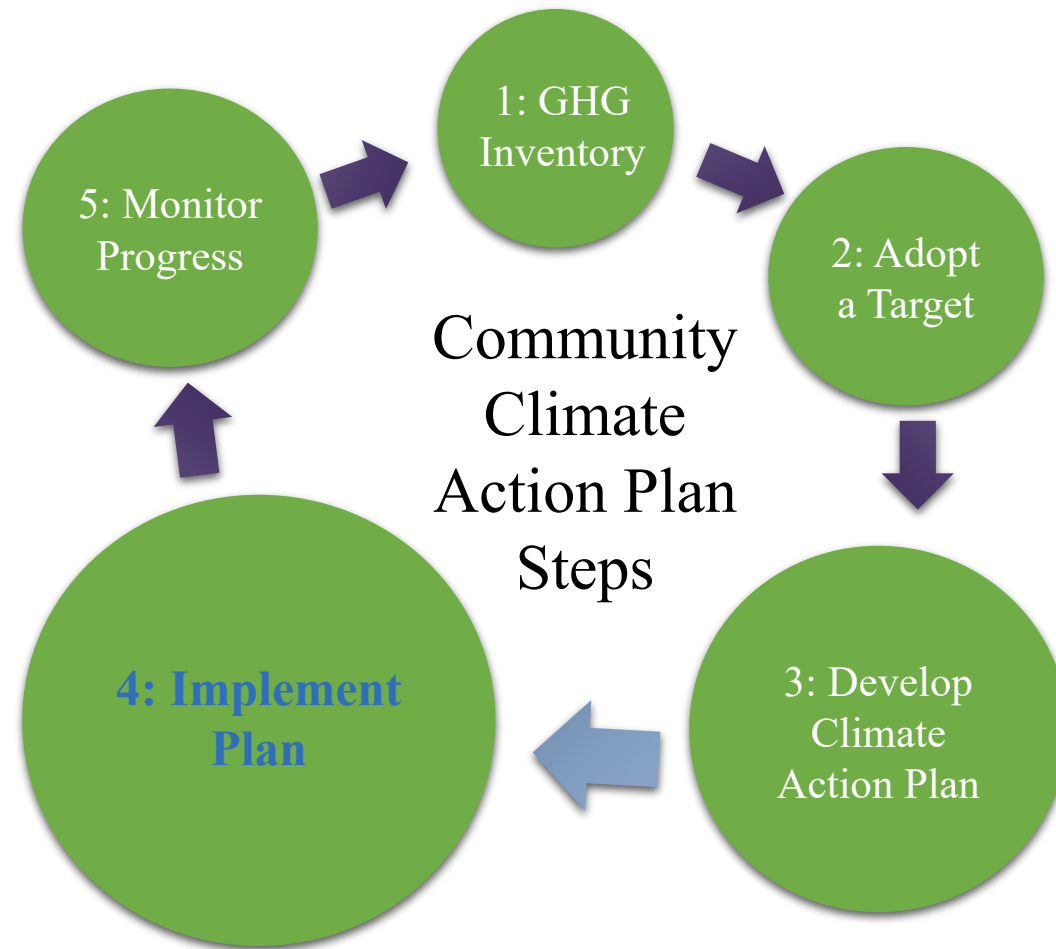 1: GHG
Inventory
2: Adopt
a Target
3: Develop
Climate
Action Plan
4: Implement
Plan
5: Monitor
Progress
Community
Climate
Action Plan
Steps